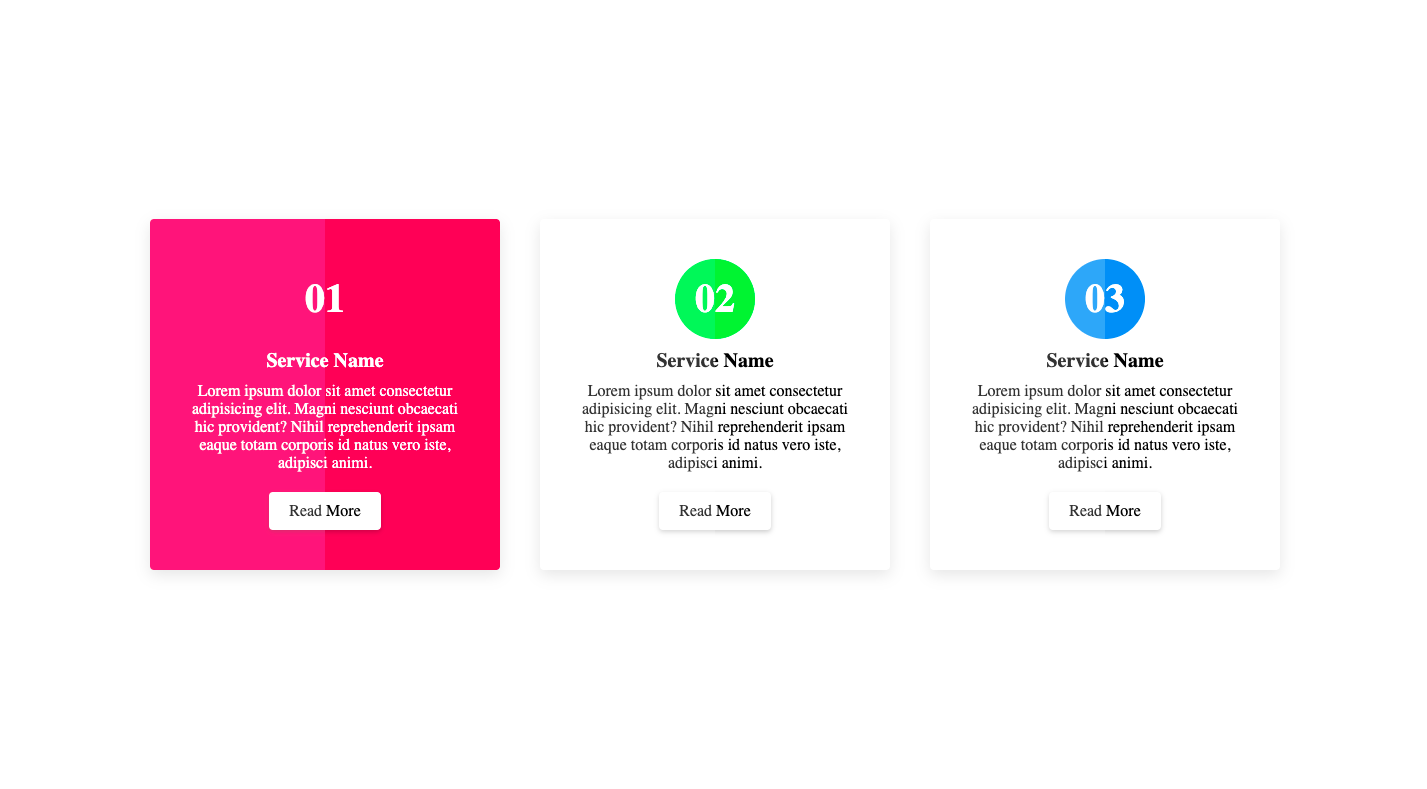 01
Service Name
Lorem ipsum dolor sit amet consectetur
adipisicing elit. Magni nesciunt obcaecati
hic provident? Nihil reprehenderit ipsam
eaque totam corporis id natus vero iste,
adipisci animi.
Read More
02
Service Name
Lorem ipsum dolor sit amet consectetur
adipisicing elit. Magni nesciunt obcaecati
hic provident? Nihil reprehenderit ipsam
eaque totam corporis id natus vero iste,
adipisci animi.
Read More
03
Service Name
Lorem ipsum dolor sit amet consectetur
adipisicing elit. Magni nesciunt obcaecati
hic provident? Nihil reprehenderit ipsam
eaque totam corporis id natus vero iste,
adipisci animi.
Read More